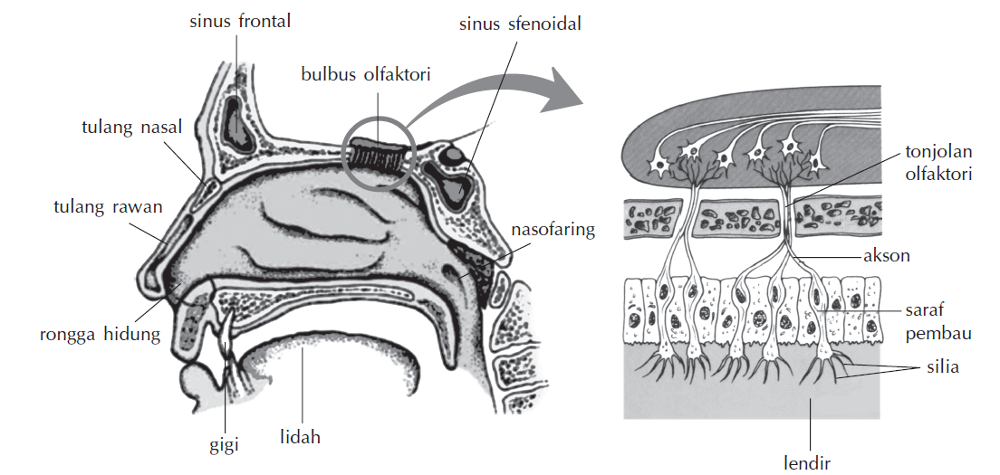 sinus frontal
sinus sfenoidal
bulbus olfaktori
tulang nasal
tulang rawan
nasofaring
rongga hidung
gigi
lidah
tonjolan
olfaktori
akson
saraf
pembau
silia
lendir